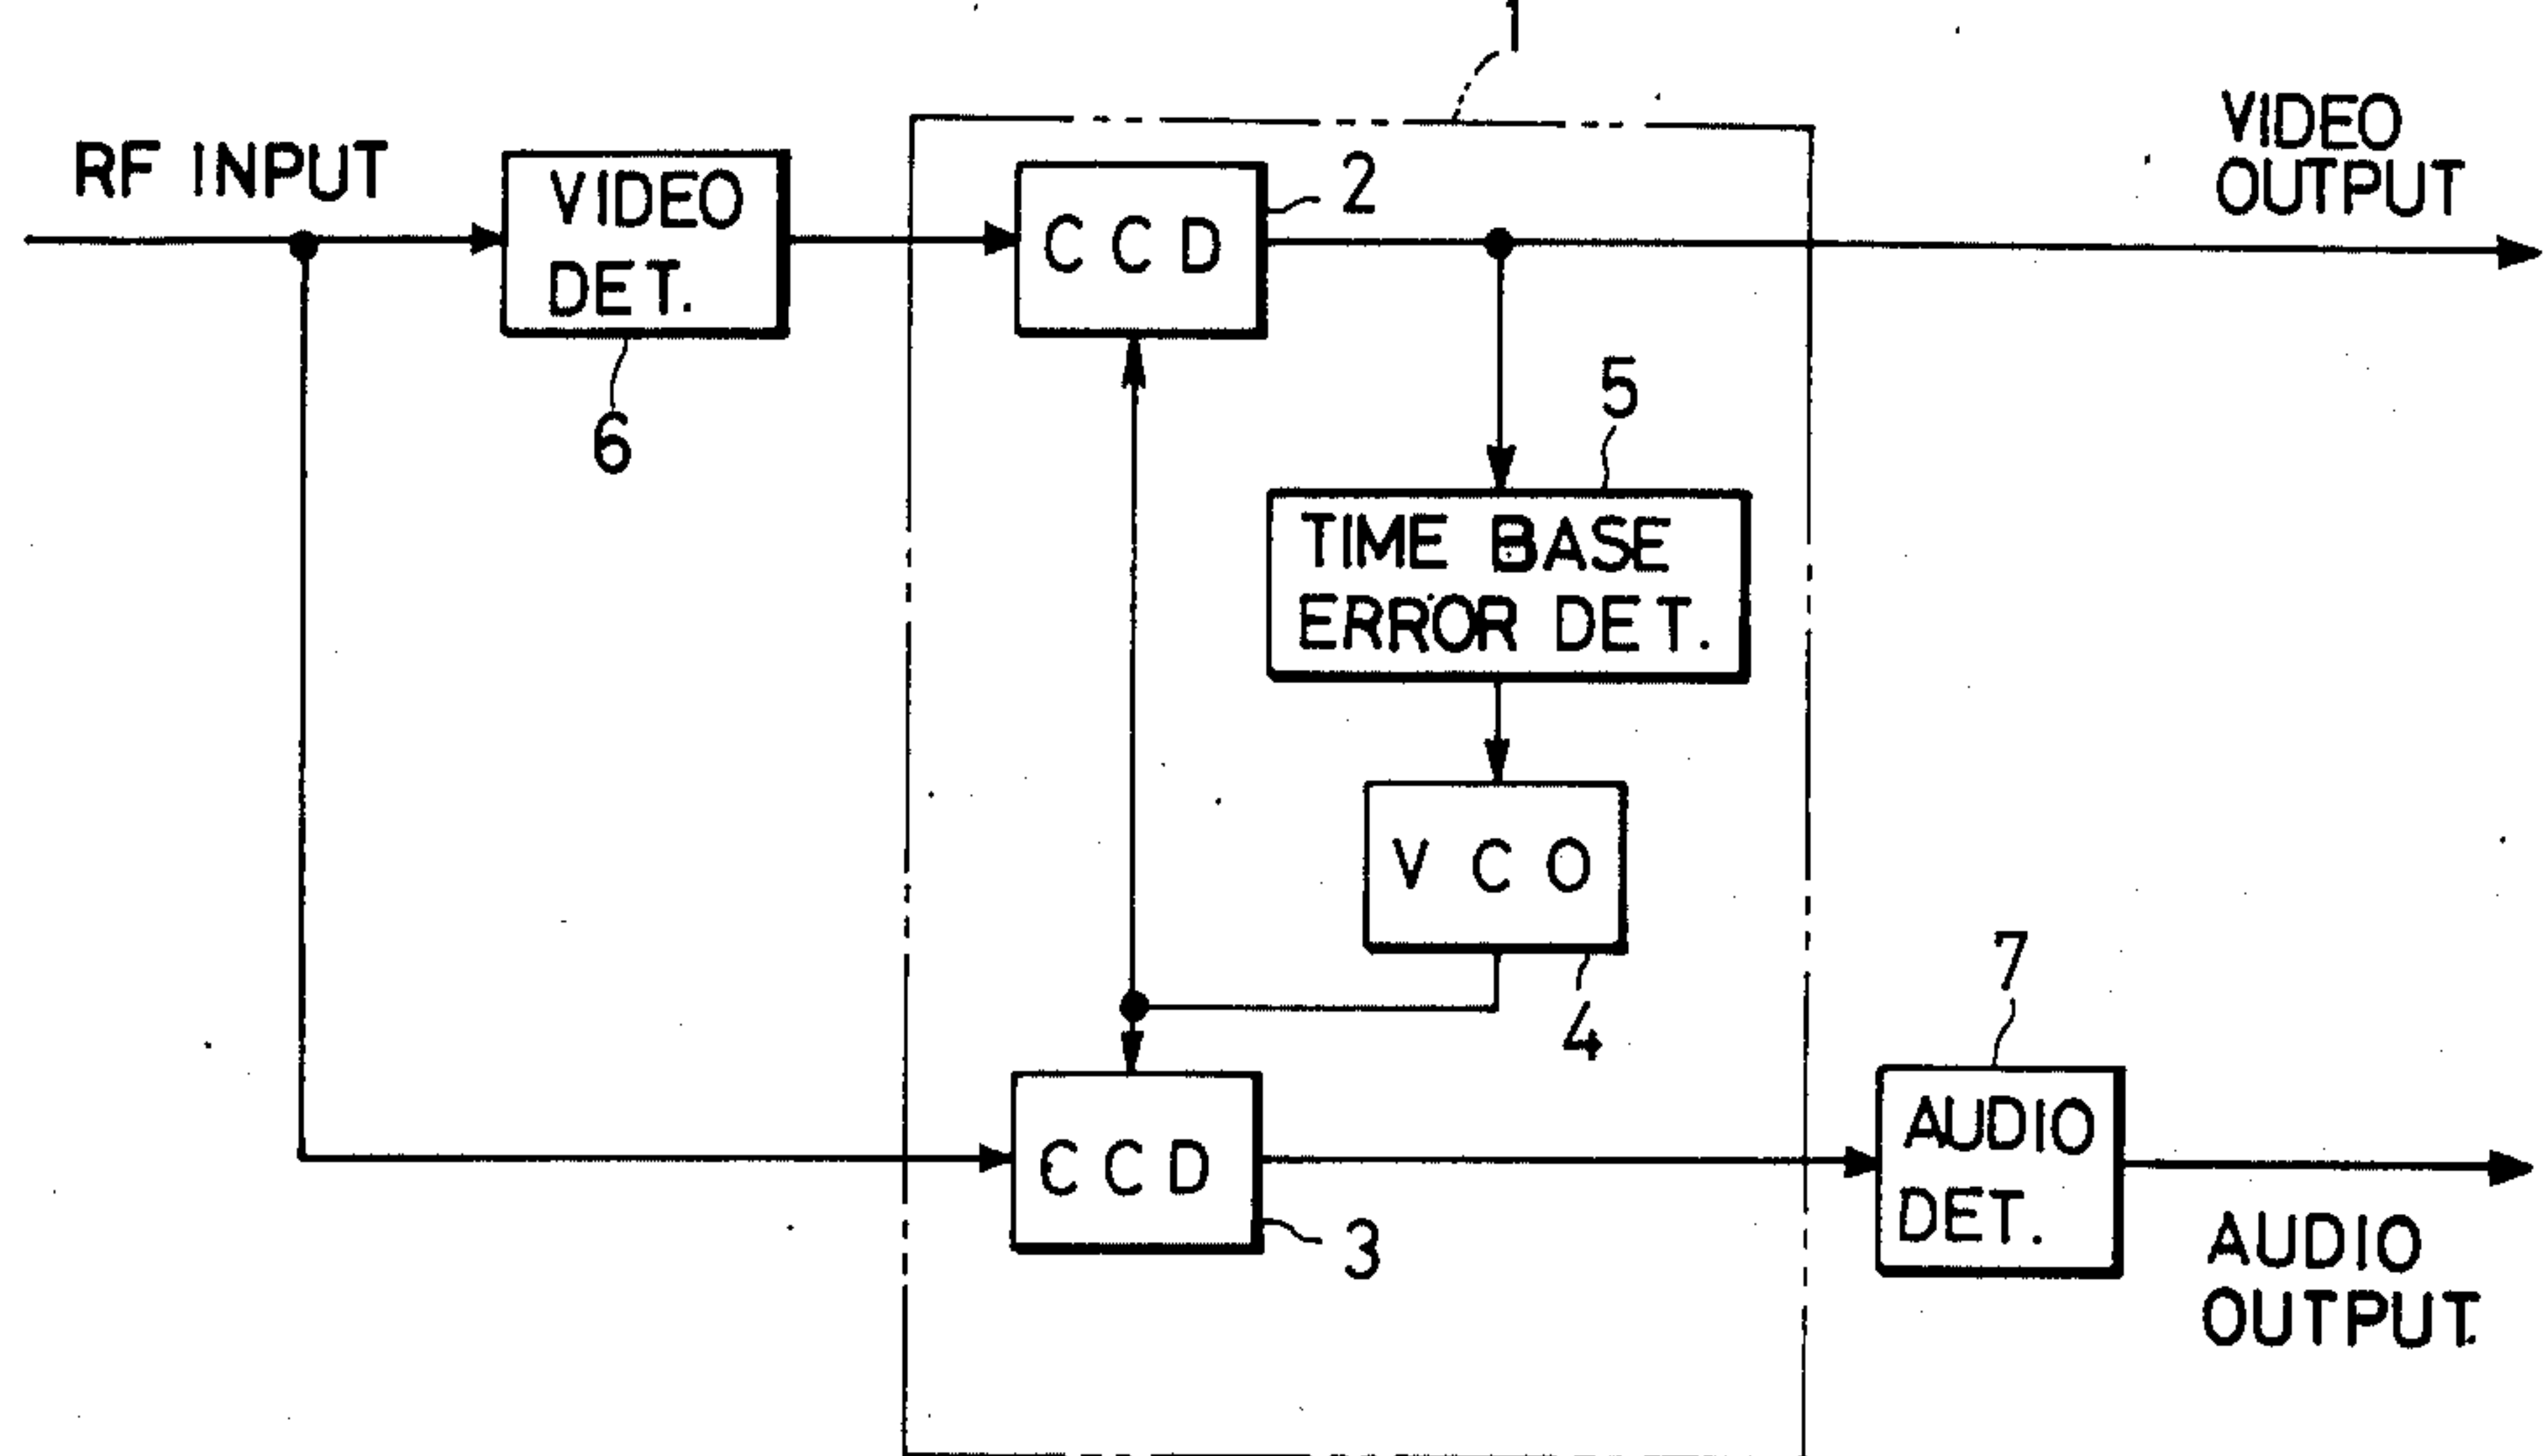 1
RF INPUT
VIDEO
DET.
6
C C D
2
VIDEO
OUTPUT
5
TIME BASE
ERROR DET.
V C O
4
7
C C D
3
AUDIO
DET.
AUDIO
OUTPUT